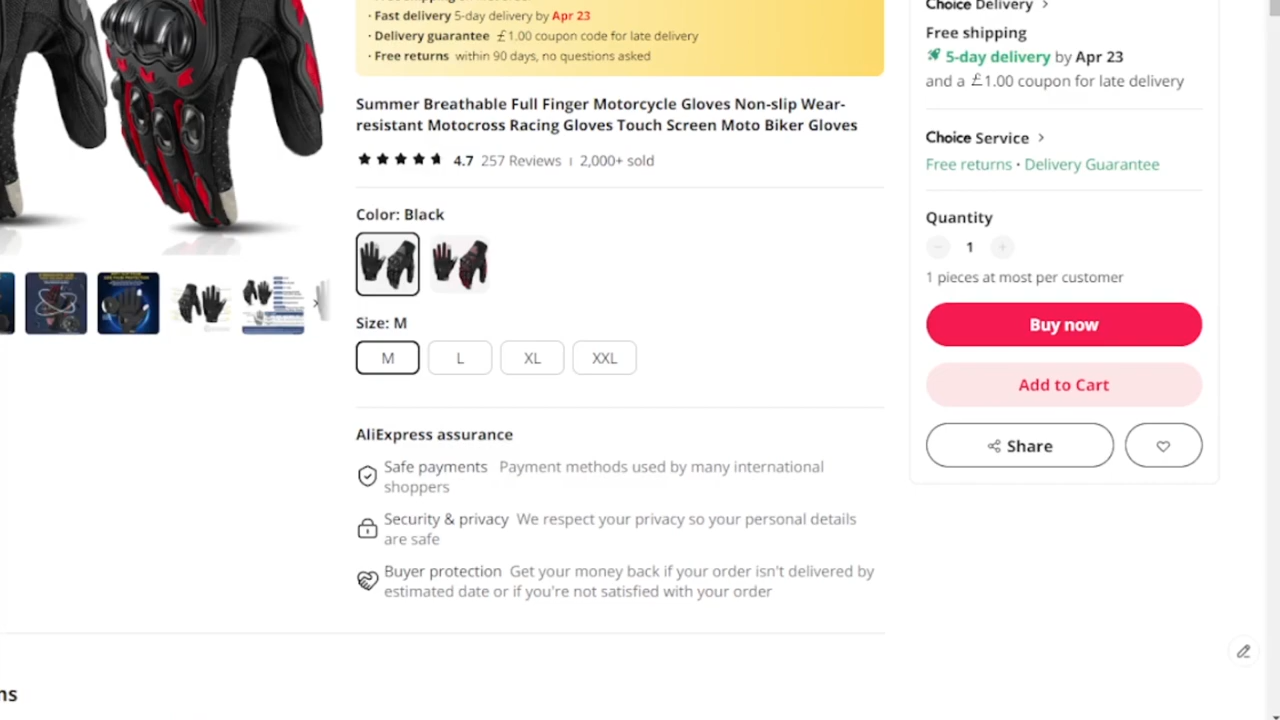 · Fast delivery 5-day delivery by Apr 23
· Delivery guarantee £1.00 coupon code for late delivery
· Free returns within 90 days, no questions asked
Summer Breathable Full Finger Motorcycle Gloves Non-slip Wear-
resistant Motocross Racing Gloves Touch Screen Moto Biker Gloves
4.7 257 Reviews | 2,000+ sold
Color: Black
Size: M
M L XL XXL
AliExpress assurance
Safe payments Payment methods used by many international
shoppers
Security & privacy We respect your privacy so your personal details
are safe
Buyer protection Get your money back if your order isn't delivered by
estimated date or if you're not satisfied with your order
Choice Delivery >
Free shipping
5-day delivery by Apr 23
and a £1.00 coupon for late delivery
Choice Service >
Free returns · Delivery Guarantee
Quantity
- 1 +
1 pieces at most per customer
Buy now
Add to Cart
Share
ns